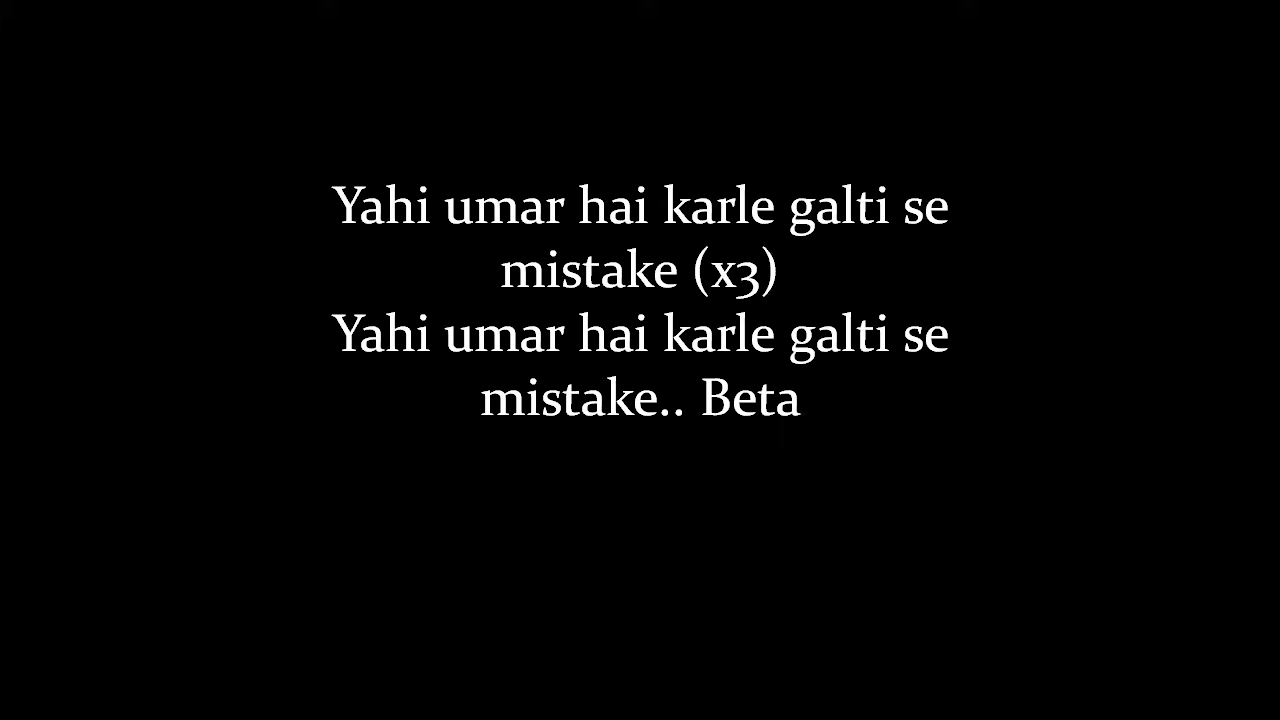 Yahi umar hai karle galti se
mistake (x3)
Yahi umar hai karle galti se
mistake.. Beta